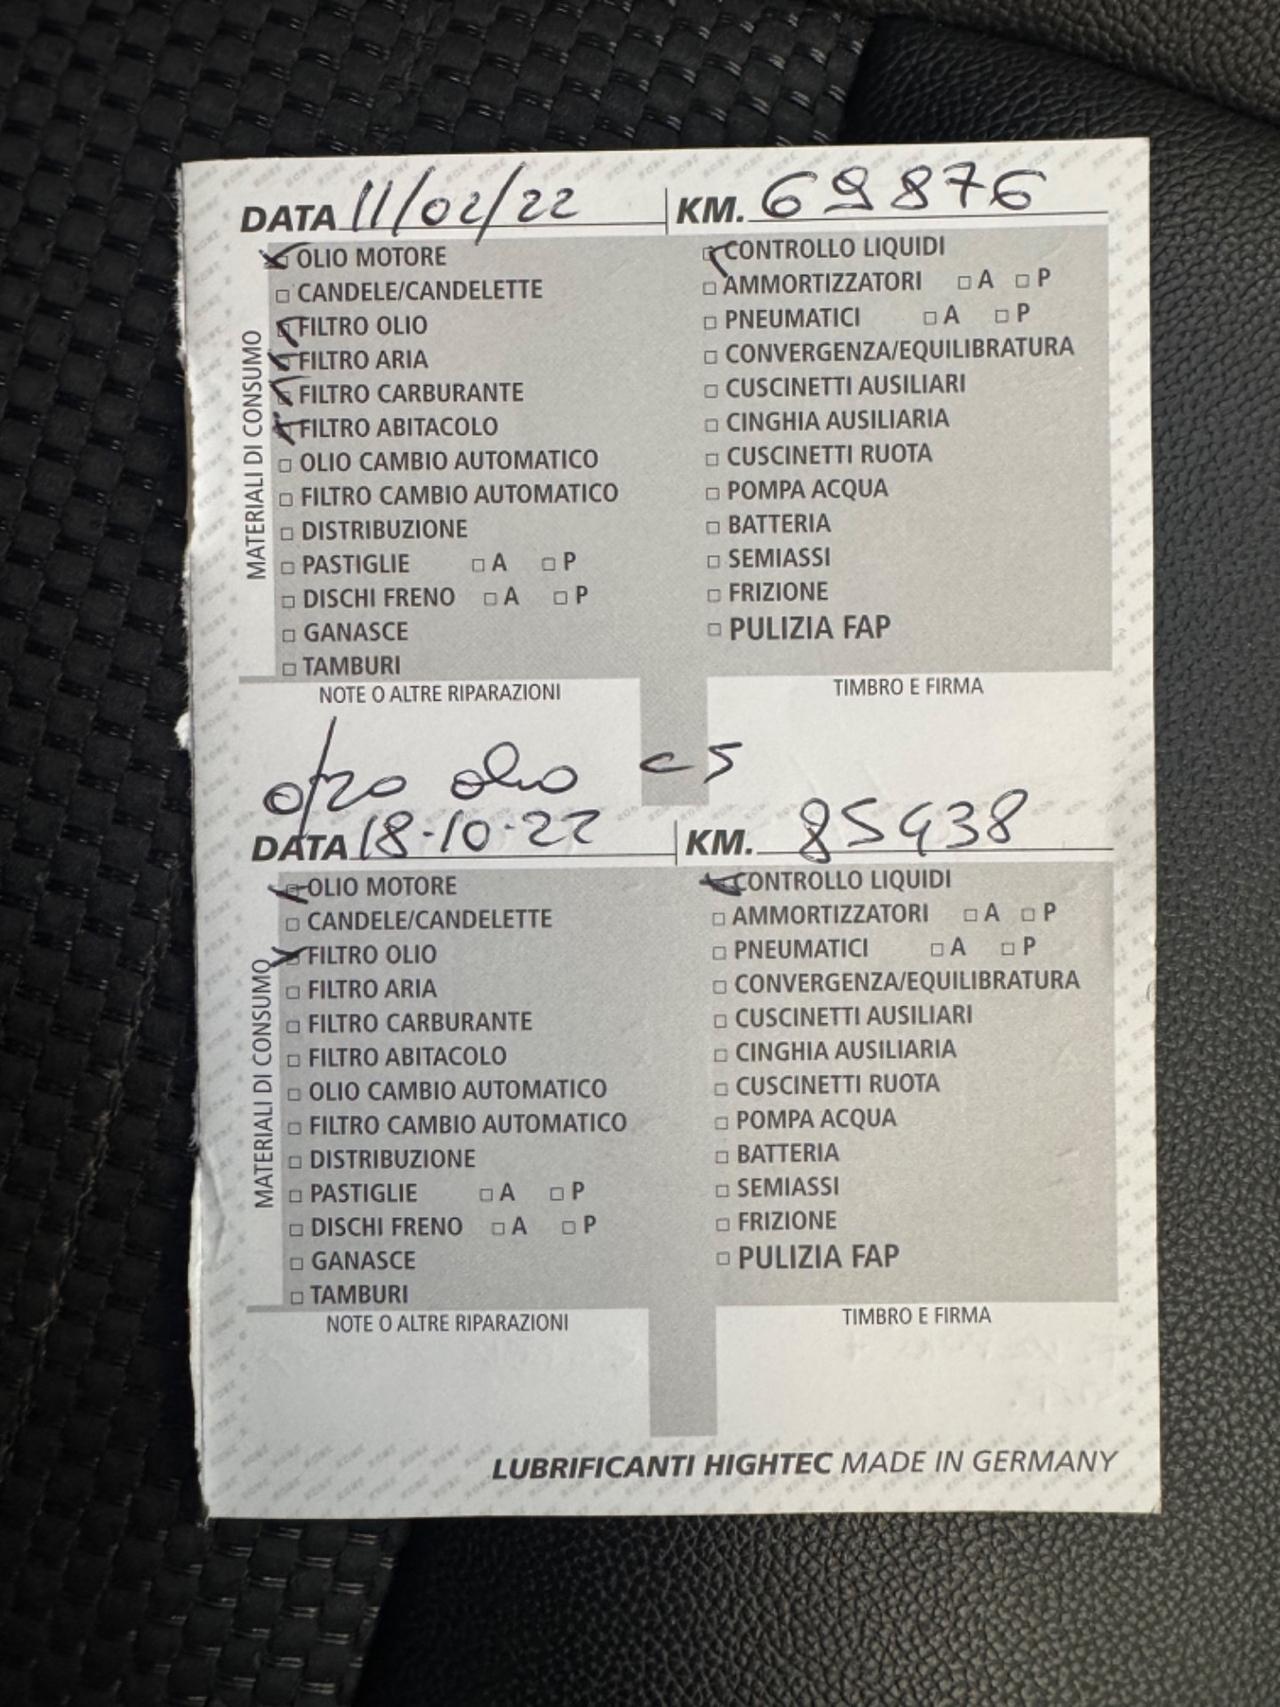 DATA 11/02/22 KM. 69876
OLIO MOTORE
CANDELE/CANDELETTE
FILTRO OLIO
FILTRO ARIA
FILTRO CARBURANTE
FILTRO ABITACOLO
OLIO CAMBIO AUTOMATICO
FILTRO CAMBIO AUTOMATICO
DISTRIBUZIONE
PASTIGLIE A P
DISCHI FRENO A P
GANASCE
TAMBURI
MATERIALI DI CONSUMO
CONTROLLO LIQUIDI
AMMORTIZZATORI A P
PNEUMATICI A P
CONVERGENZA/EQUILIBRATURA
CUSCINETTI AUSILIARI
CINGHIA AUSILIARIA
CUSCINETTI RUOTA
POMPA ACQUA
BATTERIA
SEMIASSI
FRIZIONE
PULIZIA FAP
NOTE O ALTRE RIPARAZIONI
TIMBRO E FIRMA
0/20 olio c5
DATA 18-10-22 KM. 85438
OLIO MOTORE
CANDELE/CANDELETTE
FILTRO OLIO
FILTRO ARIA
FILTRO CARBURANTE
FILTRO ABITACOLO
OLIO CAMBIO AUTOMATICO
FILTRO CAMBIO AUTOMATICO
DISTRIBUZIONE
PASTIGLIE A P
DISCHI FRENO A P
GANASCE
TAMBURI
MATERIALI DI CONSUMO
CONTROLLO LIQUIDI
AMMORTIZZATORI A P
PNEUMATICI A P
CONVERGENZA/EQUILIBRATURA
CUSCINETTI AUSILIARI
CINGHIA AUSILIARIA
CUSCINETTI RUOTA
POMPA ACQUA
BATTERIA
SEMIASSI
FRIZIONE
PULIZIA FAP
NOTE O ALTRE RIPARAZIONI
TIMBRO E FIRMA
LUBRIFICANTI HIGHTEC MADE IN GERMANY